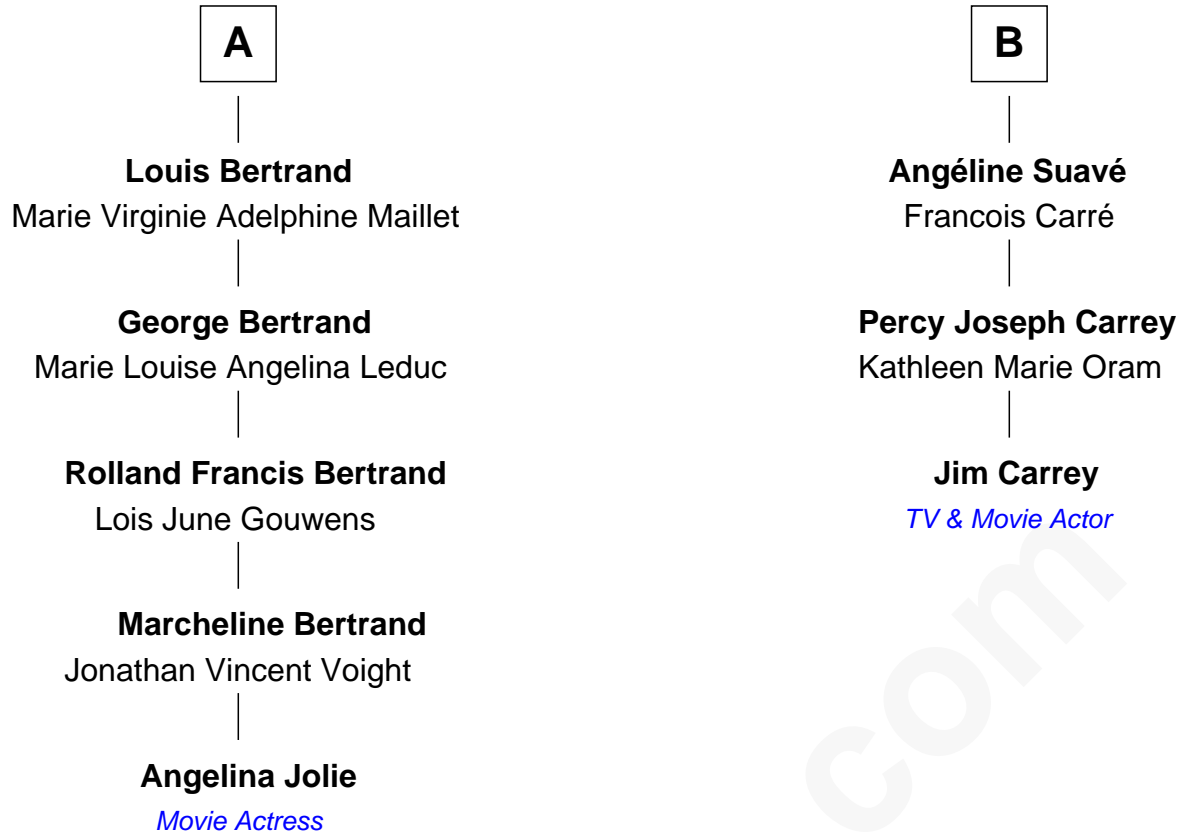 A
Louis Bertrand
Marie Virginie Adelphine Maillet
George Bertrand
Marie Louise Angelina Leduc
Rolland Francis Bertrand
Lois June Gouwens
Marcheline Bertrand
Jonathan Vincent Voight
Angelina Jolie
Movie Actress
B
Angéline Suavé
Francois Carré
Percy Joseph Carrey
Kathleen Marie Oram
Jim Carrey
TV & Movie Actor
com